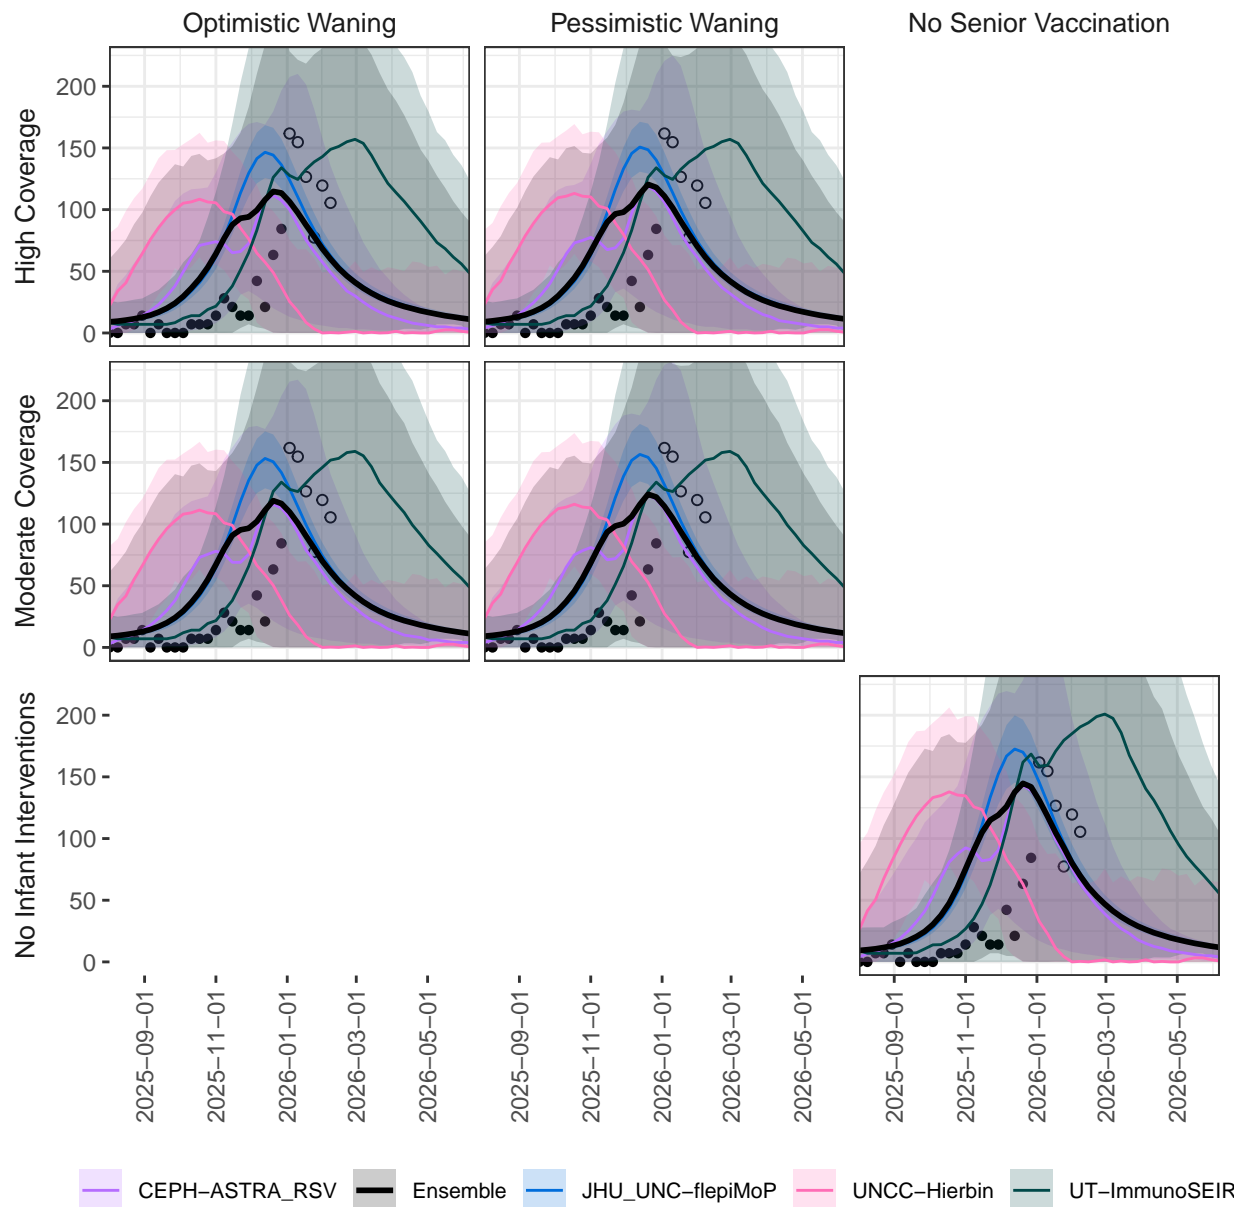 Optimistic Waning
Pessimistic Waning
No Senior Vaccination
High Coverage
200
150
100
50
0
Moderate Coverage
200
150
100
50
0
No Infant Interventions
200
150
100
50
0
2025−09−01
2025−11−01
2026−01−01
2026−03−01
2026−05−01
2025−09−01
2025−11−01
2026−01−01
2026−03−01
2026−05−01
2025−09−01
2025−11−01
2026−01−01
2026−03−01
2026−05−01
CEPH−ASTRA_RSV
Ensemble
JHU_UNC−flepiMoP
UNCC−Hierbin
UT−ImmunoSEIR